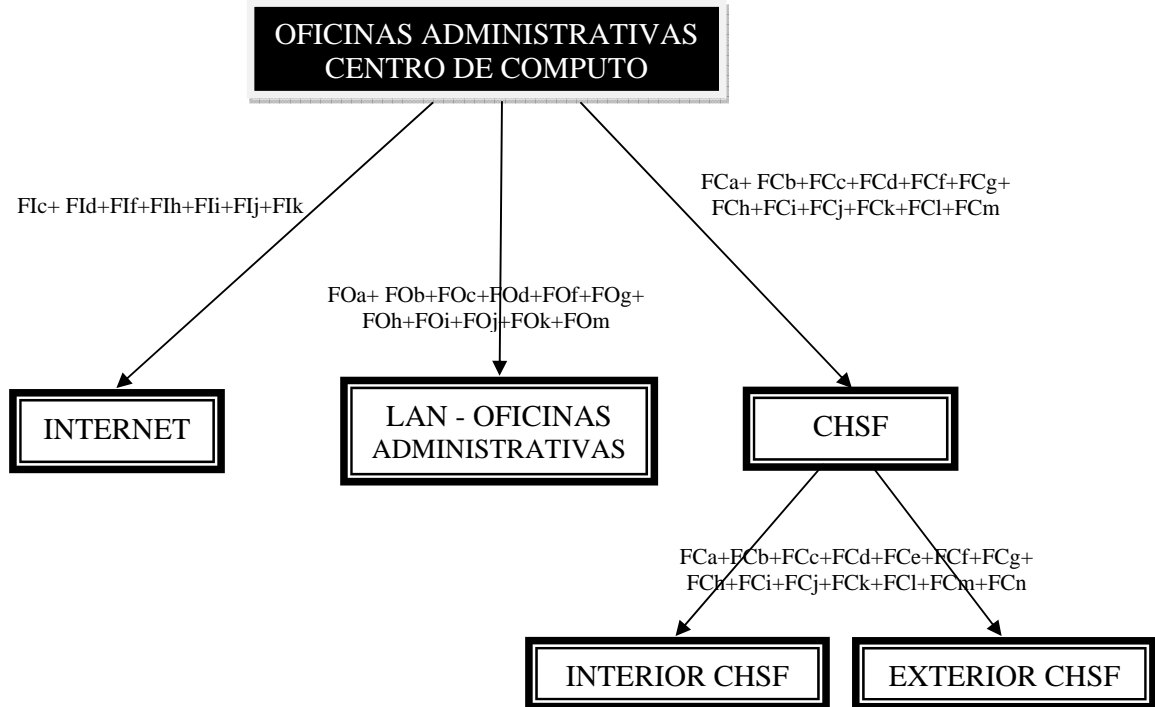 OFICINAS ADMINISTRATIVAS
CENTRO DE COMPUTO
FIc+ FId+FIf+FIh+FIi+FIj+FIk
FCa+ FCb+FCc+FCd+FCf+FCg+
FCh+FCi+FCj+FCk+FCl+FCm
FOa+ FOb+FOc+FOd+FOf+FOg+
FOh+FOi+FOj+FOk+FOm
INTERNET
LAN - OFICINAS
ADMINISTRATIVAS
CHSF
FCa+FCb+FCc+FCd+FCe+FCf+FCg+
FCh+FCi+FCj+FCk+FCl+FCm+FCn
INTERIOR CHSF
EXTERIOR CHSF